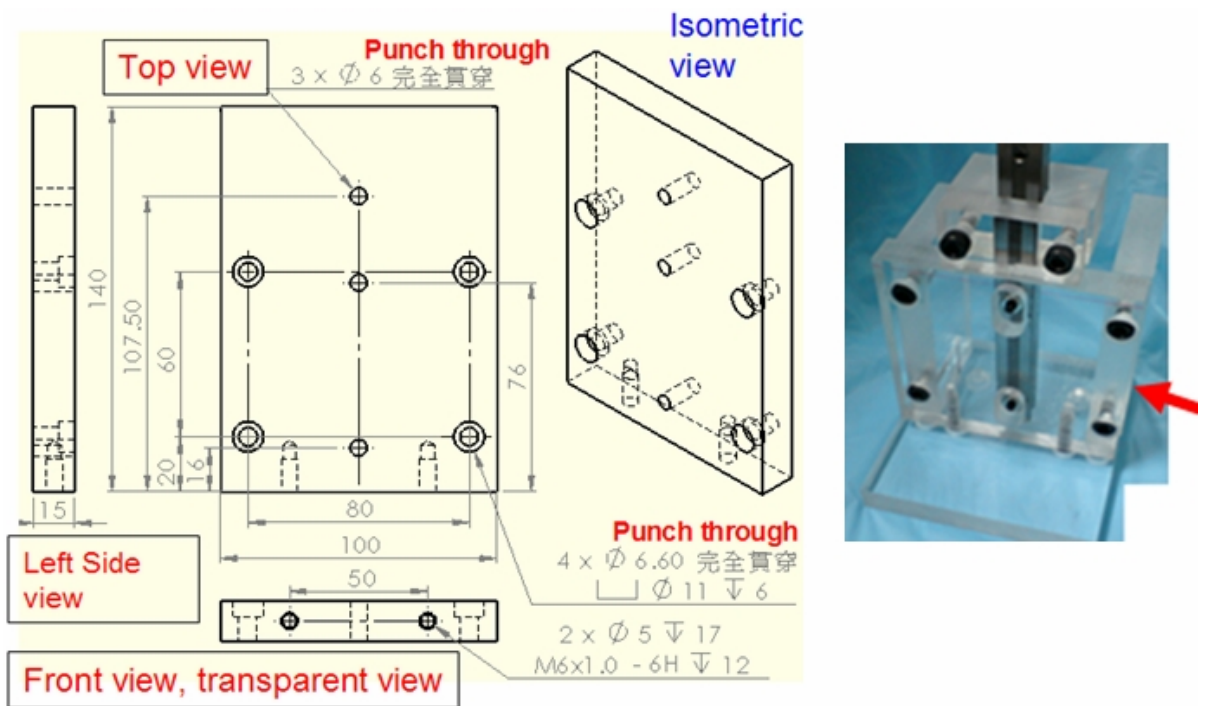 Isometric
view
Punch through
Top view
3 x Ø 6 完全貫穿
140
107.50
60
20
16
76
15
80
100
Left Side
view
Punch through
4 x Ø 6.60 完全貫穿
⌴ Ø 11 ↧ 6
50
2 x Ø 5 ↧ 17
M6x1.0 - 6H ↧ 12
Front view, transparent view